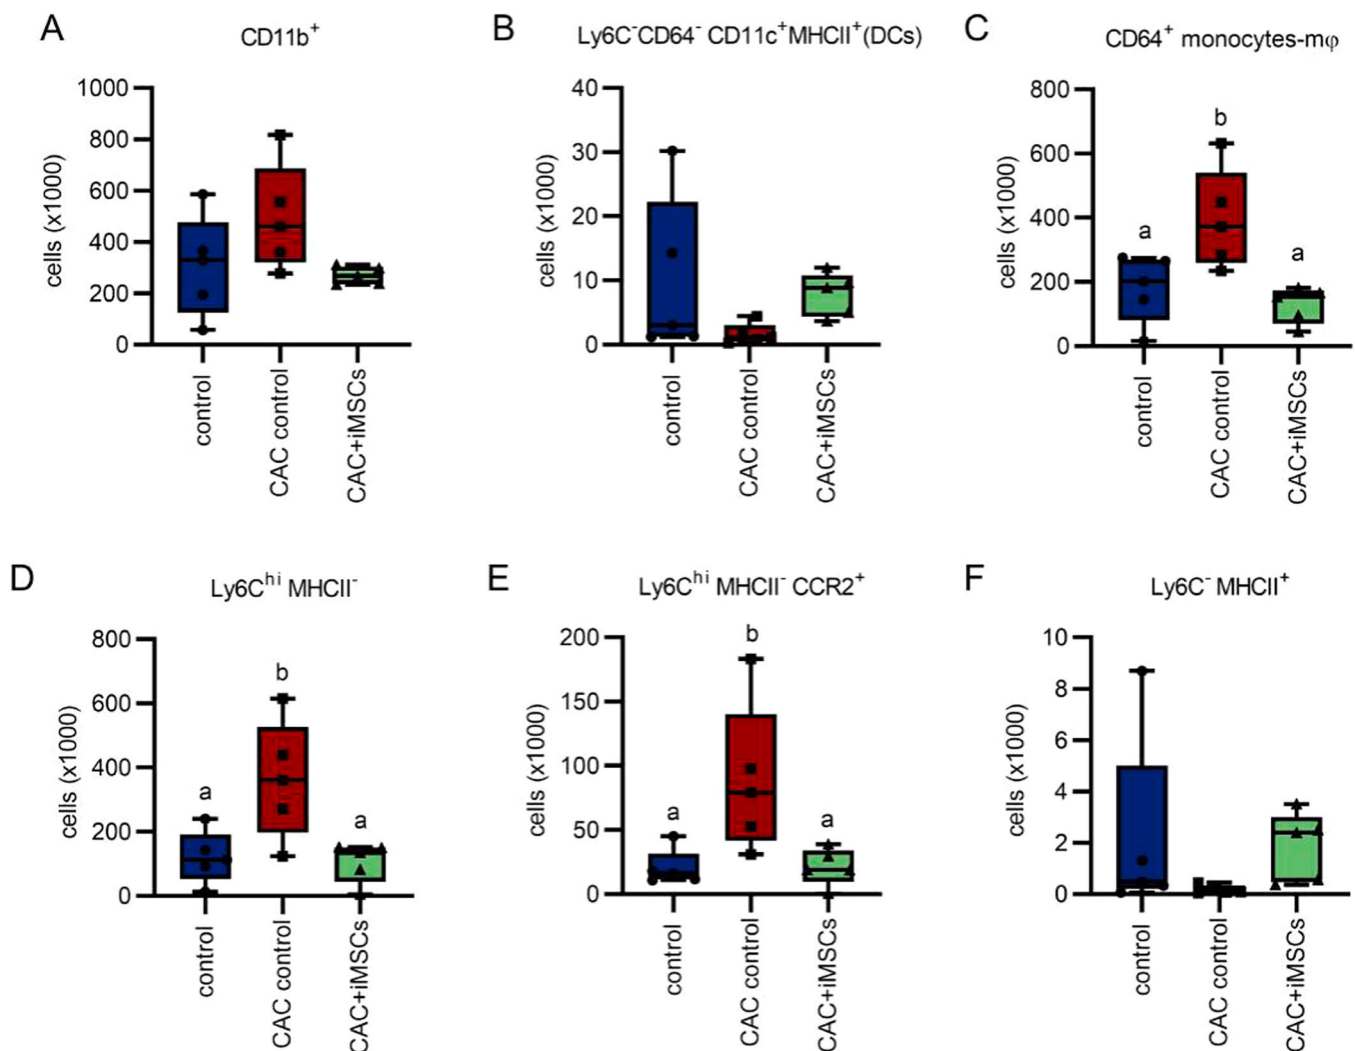 A
CD11b⁺
cells (x1000)
1000
800
600
400
200
0
control
CAC control
CAC+iMSCs
B
Ly6C⁻CD64⁻ CD11c⁺MHCII⁺(DCs)
cells (x1000)
40
30
20
10
0
control
CAC control
CAC+iMSCs
C
CD64⁺ monocytes-mφ
cells (x1000)
800
600
400
200
0
a
b
a
control
CAC control
CAC+iMSCs
D
Ly6Cʰⁱ MHCII⁻
cells (x1000)
800
600
400
200
0
a
b
a
control
CAC control
CAC+iMSCs
E
Ly6Cʰⁱ MHCII⁻ CCR2⁺
cells (x1000)
200
150
100
50
0
a
b
a
control
CAC control
CAC+iMSCs
F
Ly6C⁻ MHCII⁺
cells (x1000)
10
8
6
4
2
0
control
CAC control
CAC+iMSCs